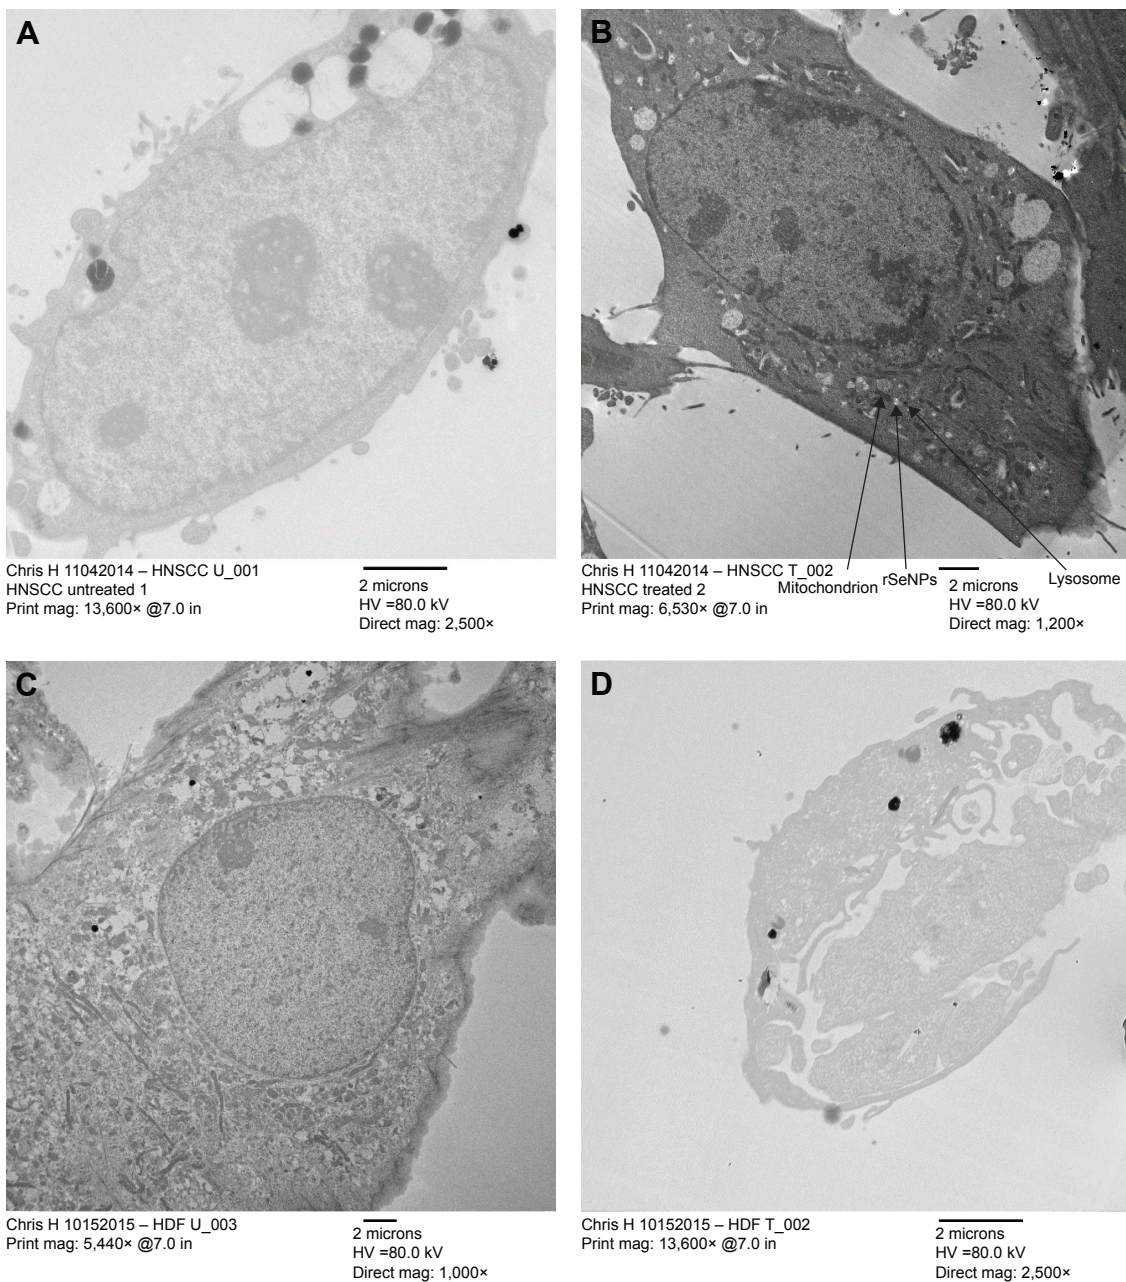 A
B
Chris H 11042014 – HNSCC U_001
HNSCC untreated 1
Print mag: 13,600× @7.0 in
2 microns
HV =80.0 kV
Direct mag: 2,500×
Chris H 11042014 – HNSCC T_002
HNSCC treated 2
Print mag: 6,530× @7.0 in
Mitochondrion
rSeNPs
Lysosome
2 microns
HV =80.0 kV
Direct mag: 1,200×
C
D
Chris H 10152015 – HDF U_003
Print mag: 5,440× @7.0 in
2 microns
HV =80.0 kV
Direct mag: 1,000×
Chris H 10152015 – HDF T_002
Print mag: 13,600× @7.0 in
2 microns
HV =80.0 kV
Direct mag: 2,500×